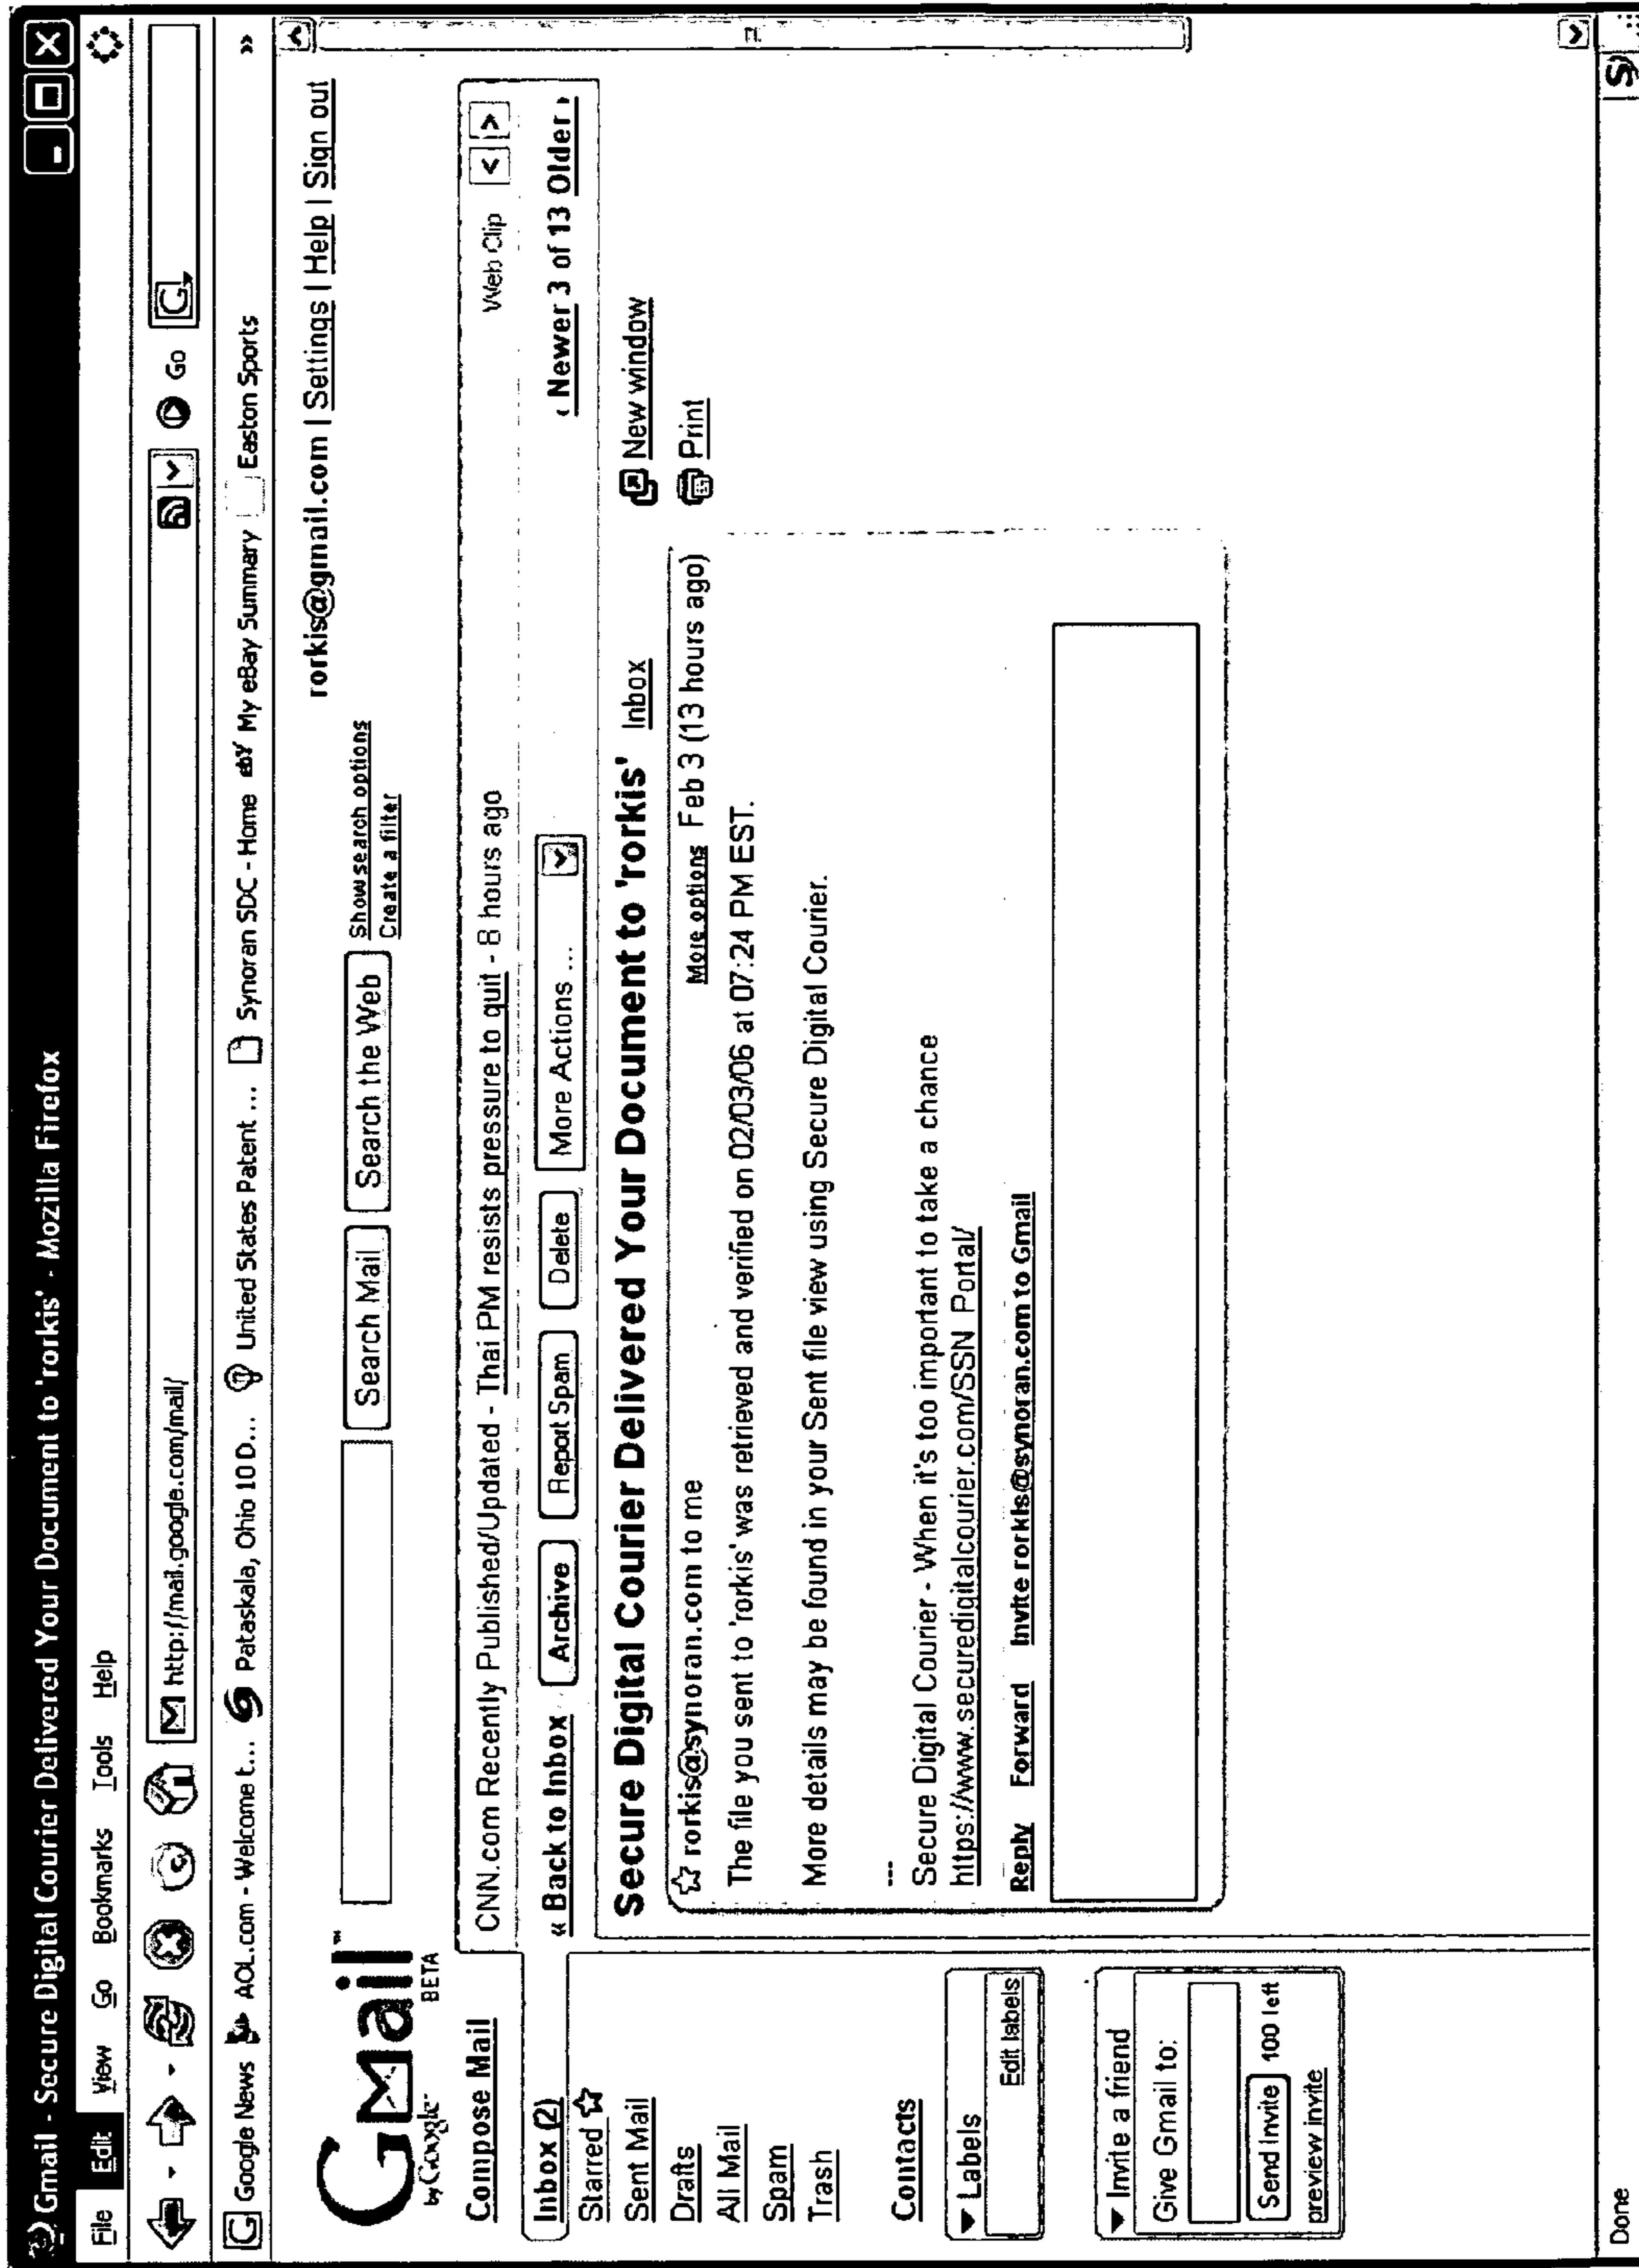 Gmail - Secure Digital Courier Delivered Your Document to 'rorkis' - Mozilla Firefox
File Edit View Go Bookmarks Tools Help
http://mail.google.com/mail/ Go
Google News AOL.com - Welcome t... Pataskala, Ohio 10 D... United States Patent ... Synoran SDC - Home My eBay Summary Easton Sports »
rorkis@gmail.com | Settings | Help | Sign out
Gmail™
by Google
BETA
Search Mail Search the Web Show search options
Create a filter
Compose Mail
CNN.com Recently Published/Updated - Thai PM resists pressure to quit - 8 hours ago Web Clip < >
Inbox (2)
Starred
Sent Mail
Drafts
All Mail
Spam
Trash
Contacts
Labels
Edit labels
Invite a friend
Give Gmail to:
Send Invite 100 left
preview invite
« Back to Inbox Archive Report Spam Delete More Actions ... ‹ Newer 3 of 13 Older ›
Secure Digital Courier Delivered Your Document to 'rorkis' Inbox
New window
Print
rorkis@synoran.com to me More options Feb 3 (13 hours ago)
The file you sent to 'rorkis' was retrieved and verified on 02/03/06 at 07:24 PM EST.
More details may be found in your Sent file view using Secure Digital Courier.
---
Secure Digital Courier - When it's too important to take a chance
https://www.securedigitalcourier.com/SSN_Portal/
Reply Forward Invite rorkis@synoran.com to Gmail
Done